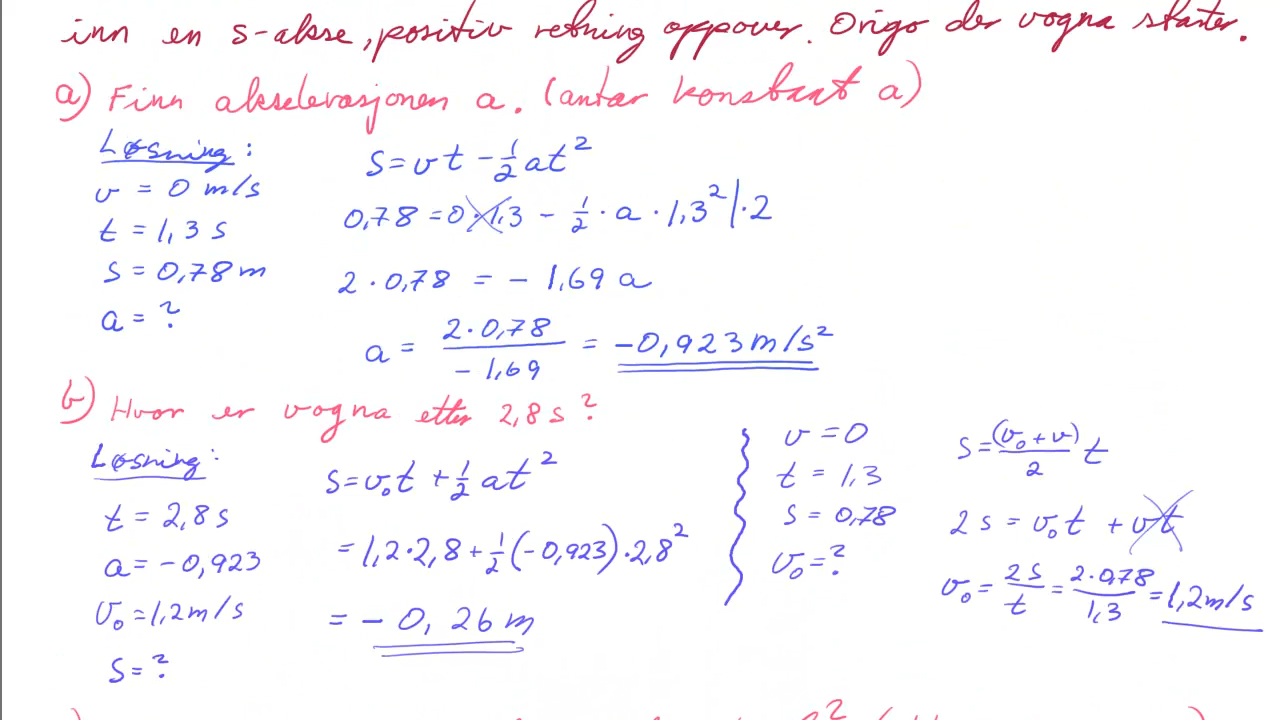 inn en s-akse, positiv retning oppover. Origo der vogna starter.
a) Finn akselerasjonen a. (antar konstant a)
Løsning:
v = 0 m/s
t = 1,3 s
s = 0,78 m
a = ?
s = vt - 1/2 at²
0,78 = 0·1,3 - 1/2 · a · 1,3² |·2
2·0,78 = -1,69 a
a = 2·0,78 / -1,69 = -0,923 m/s²
b) Hvor er vogna etter 2,8 s?
Løsning:
t = 2,8 s
a = -0,923
v₀ = 1,2 m/s
s = ?
s = v₀t + 1/2 at²
= 1,2·2,8 + 1/2 (-0,923)·2,8²
= -0,26 m
v = 0
t = 1,3
s = 0,78
v₀ = ?
s = (v₀+v)/2 t
2s = v₀t + vt
v₀ = 2s/t = 2·0,78/1,3 = 1,2 m/s